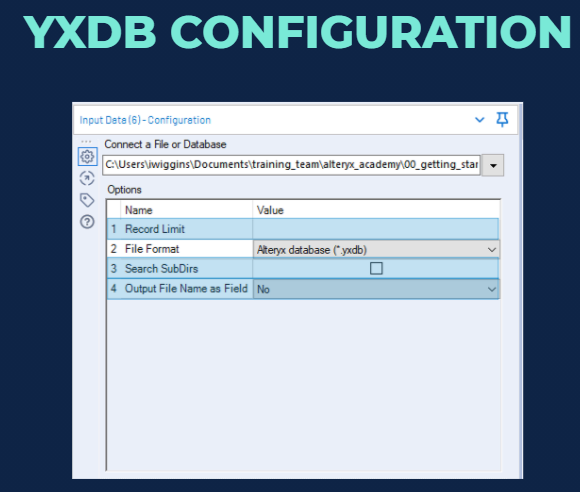 YXDB CONFIGURATION
Input Data (6) - Configuration
Connect a File or Database
C:\Users\iwiggins\Documents\training_team\alteryx_academy\00_getting_star
Options
Name Value
1 Record Limit
2 File Format Alteryx database (*.yxdb)
3 Search SubDirs
4 Output File Name as Field No